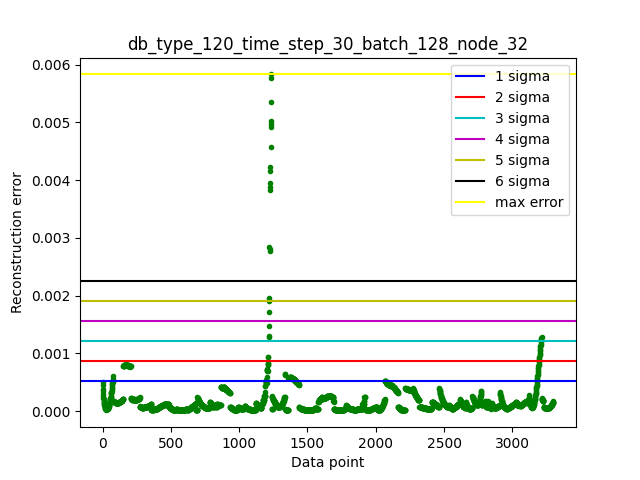 db_type_120_time_step_30_batch_128_node_32
0.006
0.005
0.004
0.003
0.002
0.001
0.000
Reconstruction error
1 sigma
2 sigma
3 sigma
4 sigma
5 sigma
6 sigma
max error
0 500 1000 1500 2000 2500 3000
Data point